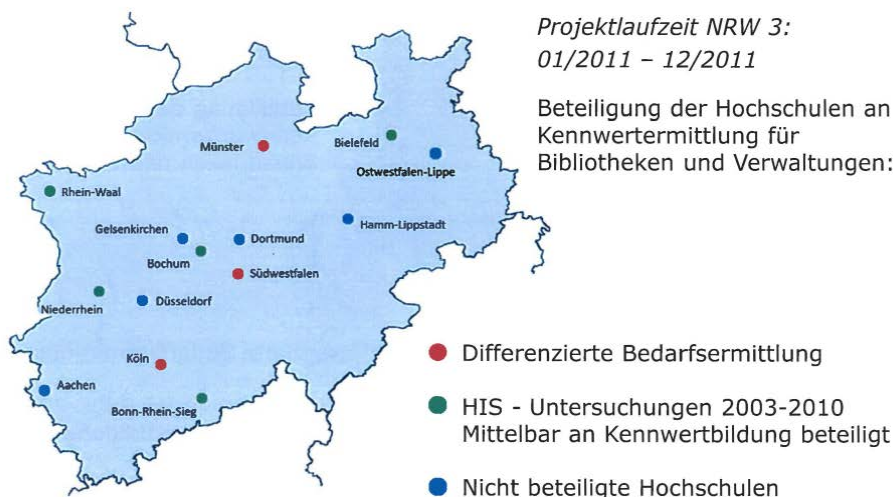 Projektlaufzeit NRW 3:
01/2011 – 12/2011
Beteiligung der Hochschulen an
Kennwertermittlung für
Bibliotheken und Verwaltungen:
Münster
Bielefeld
Ostwestfalen-Lippe
Rhein-Waal
Gelsenkirchen
Dortmund
Hamm-Lippstadt
Bochum
Südwestfalen
Niederrhein
Düsseldorf
Köln
Aachen
Bonn-Rhein-Sieg
Differenzierte Bedarfsermittlung
HIS - Untersuchungen 2003-2010
Mittelbar an Kennwertbildung beteiligt
Nicht beteiligte Hochschulen